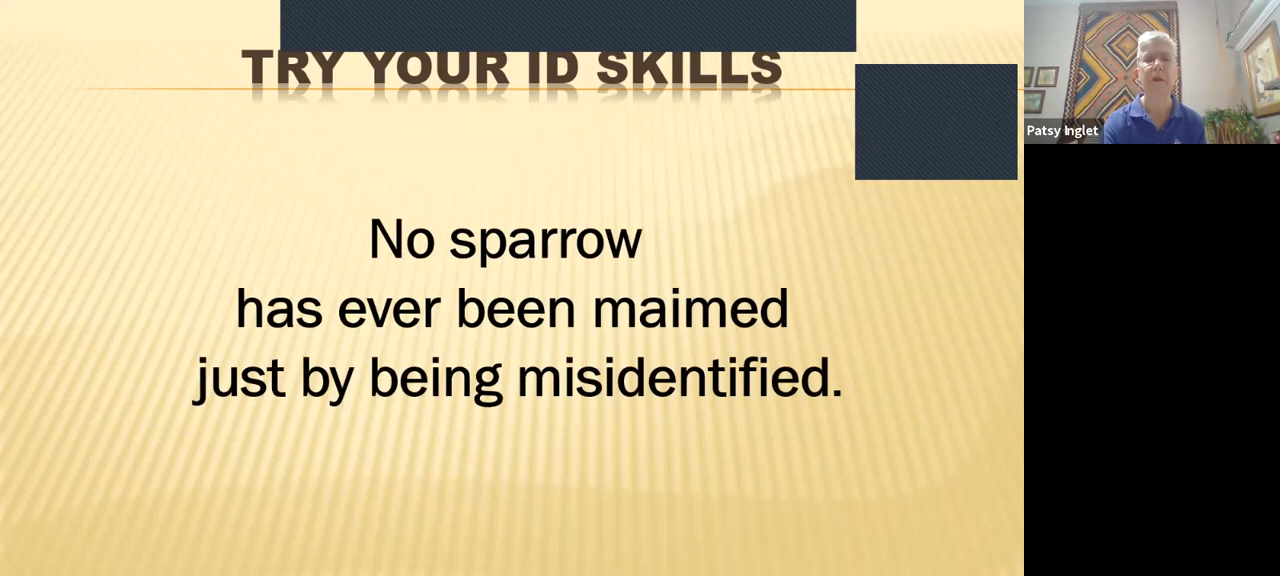 TRY YOUR ID SKILLS
No sparrow
has ever been maimed
just by being misidentified.
Patsy Inglet